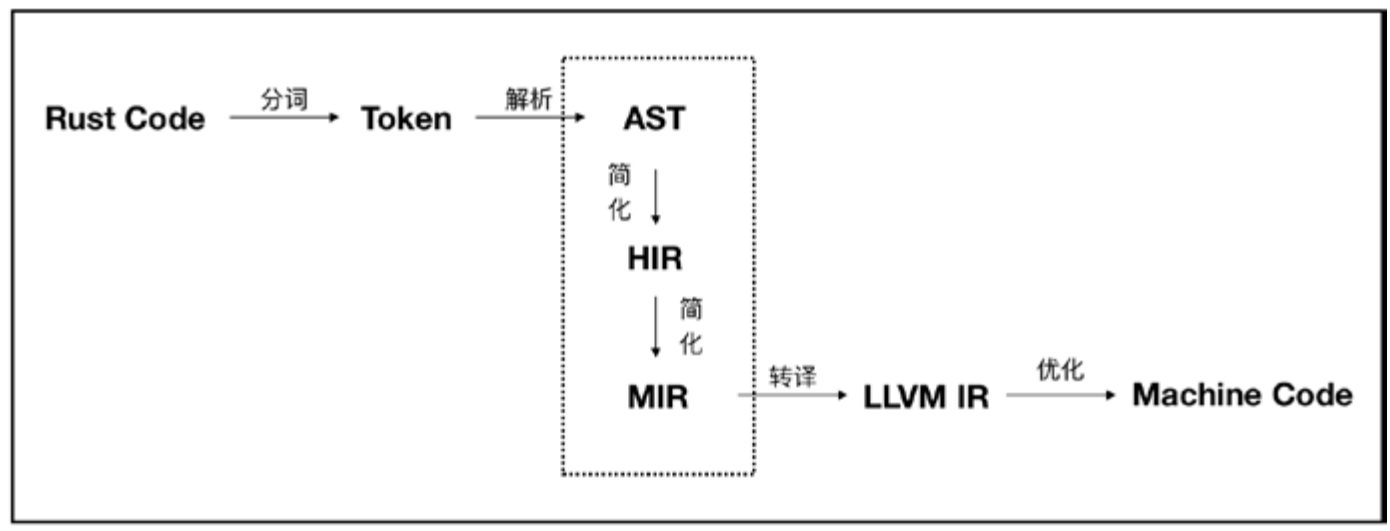 Rust Code
分词
Token
解析
AST
简
化
HIR
简
化
MIR
转译
LLVM IR
优化
Machine Code